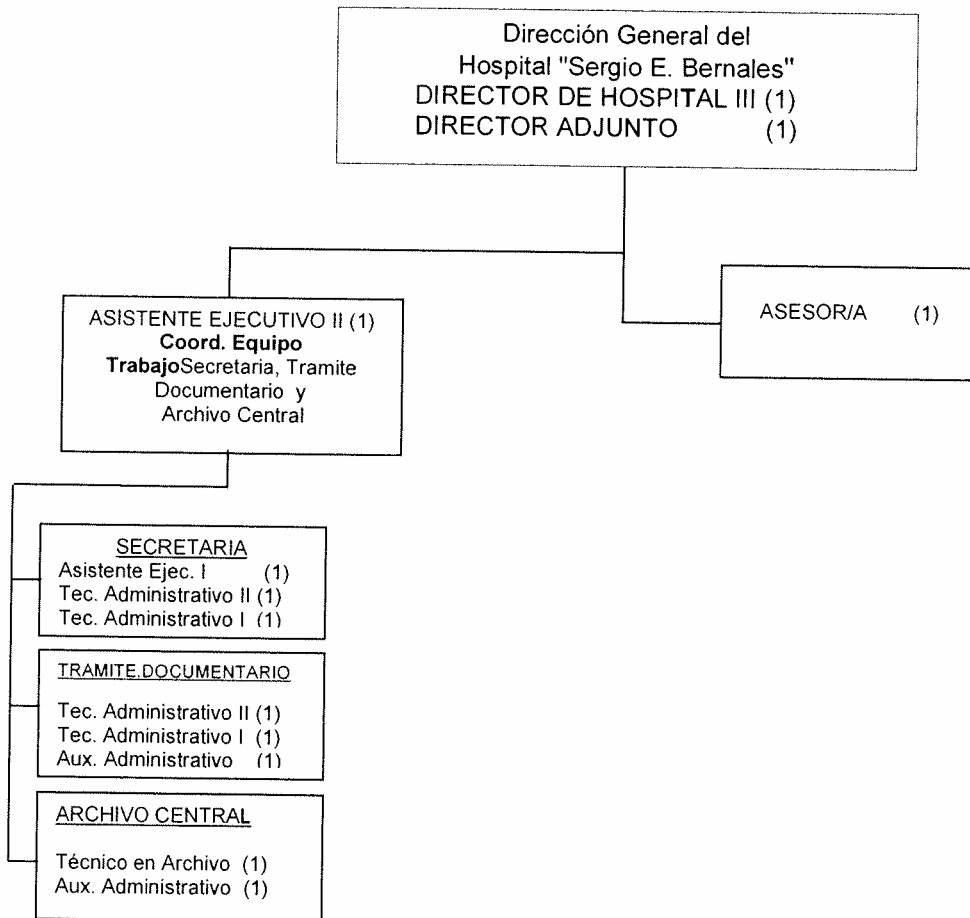 Dirección General del
Hospital "Sergio E. Bernales"
DIRECTOR DE HOSPITAL III (1)
DIRECTOR ADJUNTO (1)
ASISTENTE EJECUTIVO II (1)
Coord. Equipo
TrabajoSecretaria, Tramite
Documentario y
Archivo Central
ASESOR/A (1)
SECRETARIA
Asistente Ejec. I (1)
Tec. Administrativo II (1)
Tec. Administrativo I (1)
TRAMITE.DOCUMENTARIO
Tec. Administrativo II (1)
Tec. Administrativo I (1)
Aux. Administrativo (1)
ARCHIVO CENTRAL
Técnico en Archivo (1)
Aux. Administrativo (1)